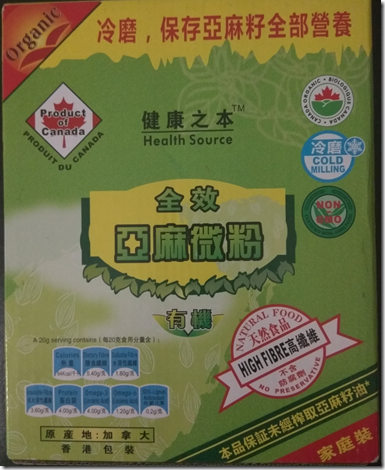 Organic
冷磨，保存亞麻籽全部營養
Product
of
Canada
PRODUIT DU CANADA
健康之本™
Health Source
CANADA ORGANIC • BIOLOGIQUE CANADA
冷磨
COLD
MILLING
NON
GMO
全效
亞麻微粉
有機
NATURAL FOOD
天然食品
HIGH FIBRE高纖維
不含
防腐劑
NO PRESERVATIVE
A 20g serving contains (每20克食用分量含)：
原產地:加拿大
香港包裝
本品保証未經榨取亞麻籽油*
家庭裝